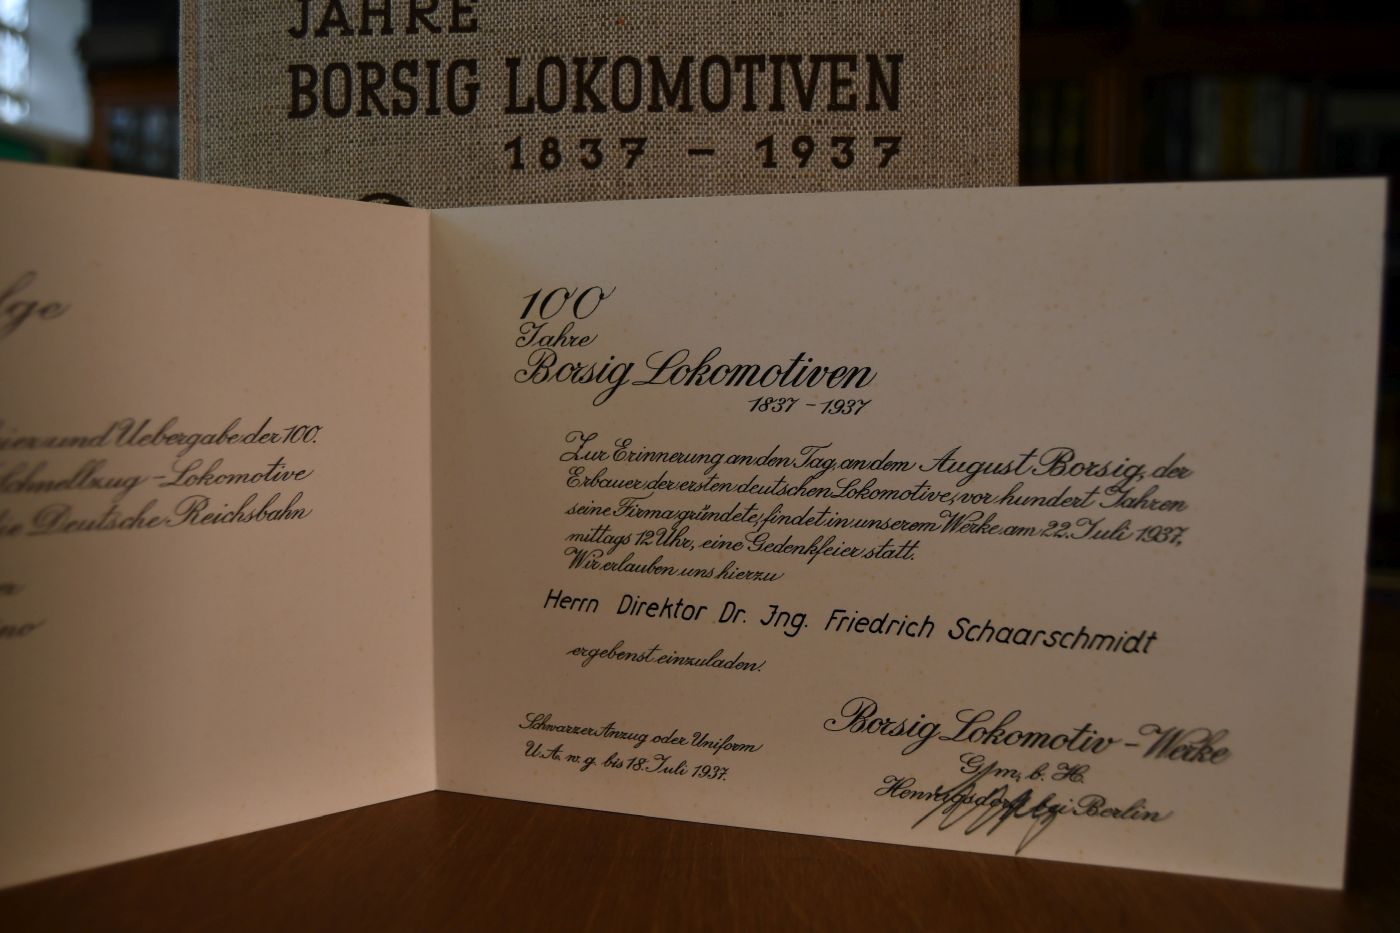 JAHRE
BORSIG LOKOMOTIVEN
1837 - 1937
Uebergabe der 100.
Schnellzug-Lokomotive
die Deutsche Reichsbahn
100
Jahre
Borsig Lokomotiven
1837 - 1937
Zur Erinnerung an den Tag, an dem August Borsig, der
Erbauer der ersten deutschen Lokomotive, vor hundert Jahren
seine Firma gründete, findet in unserem Werke am 22. Juli 1937,
mittags 12 Uhr, eine Gedenkfeier statt.
Wir erlauben uns hierzu
Herrn Direktor Dr. Jng. Friedrich Schaarschmidt
ergebenst einzuladen.
Schwarzer Anzug oder Uniform
U. A. w. g. bis 18. Juli 1937.
Borsig Lokomotiv-Werke
G. m. b. H.
Hennigsdorf bei Berlin